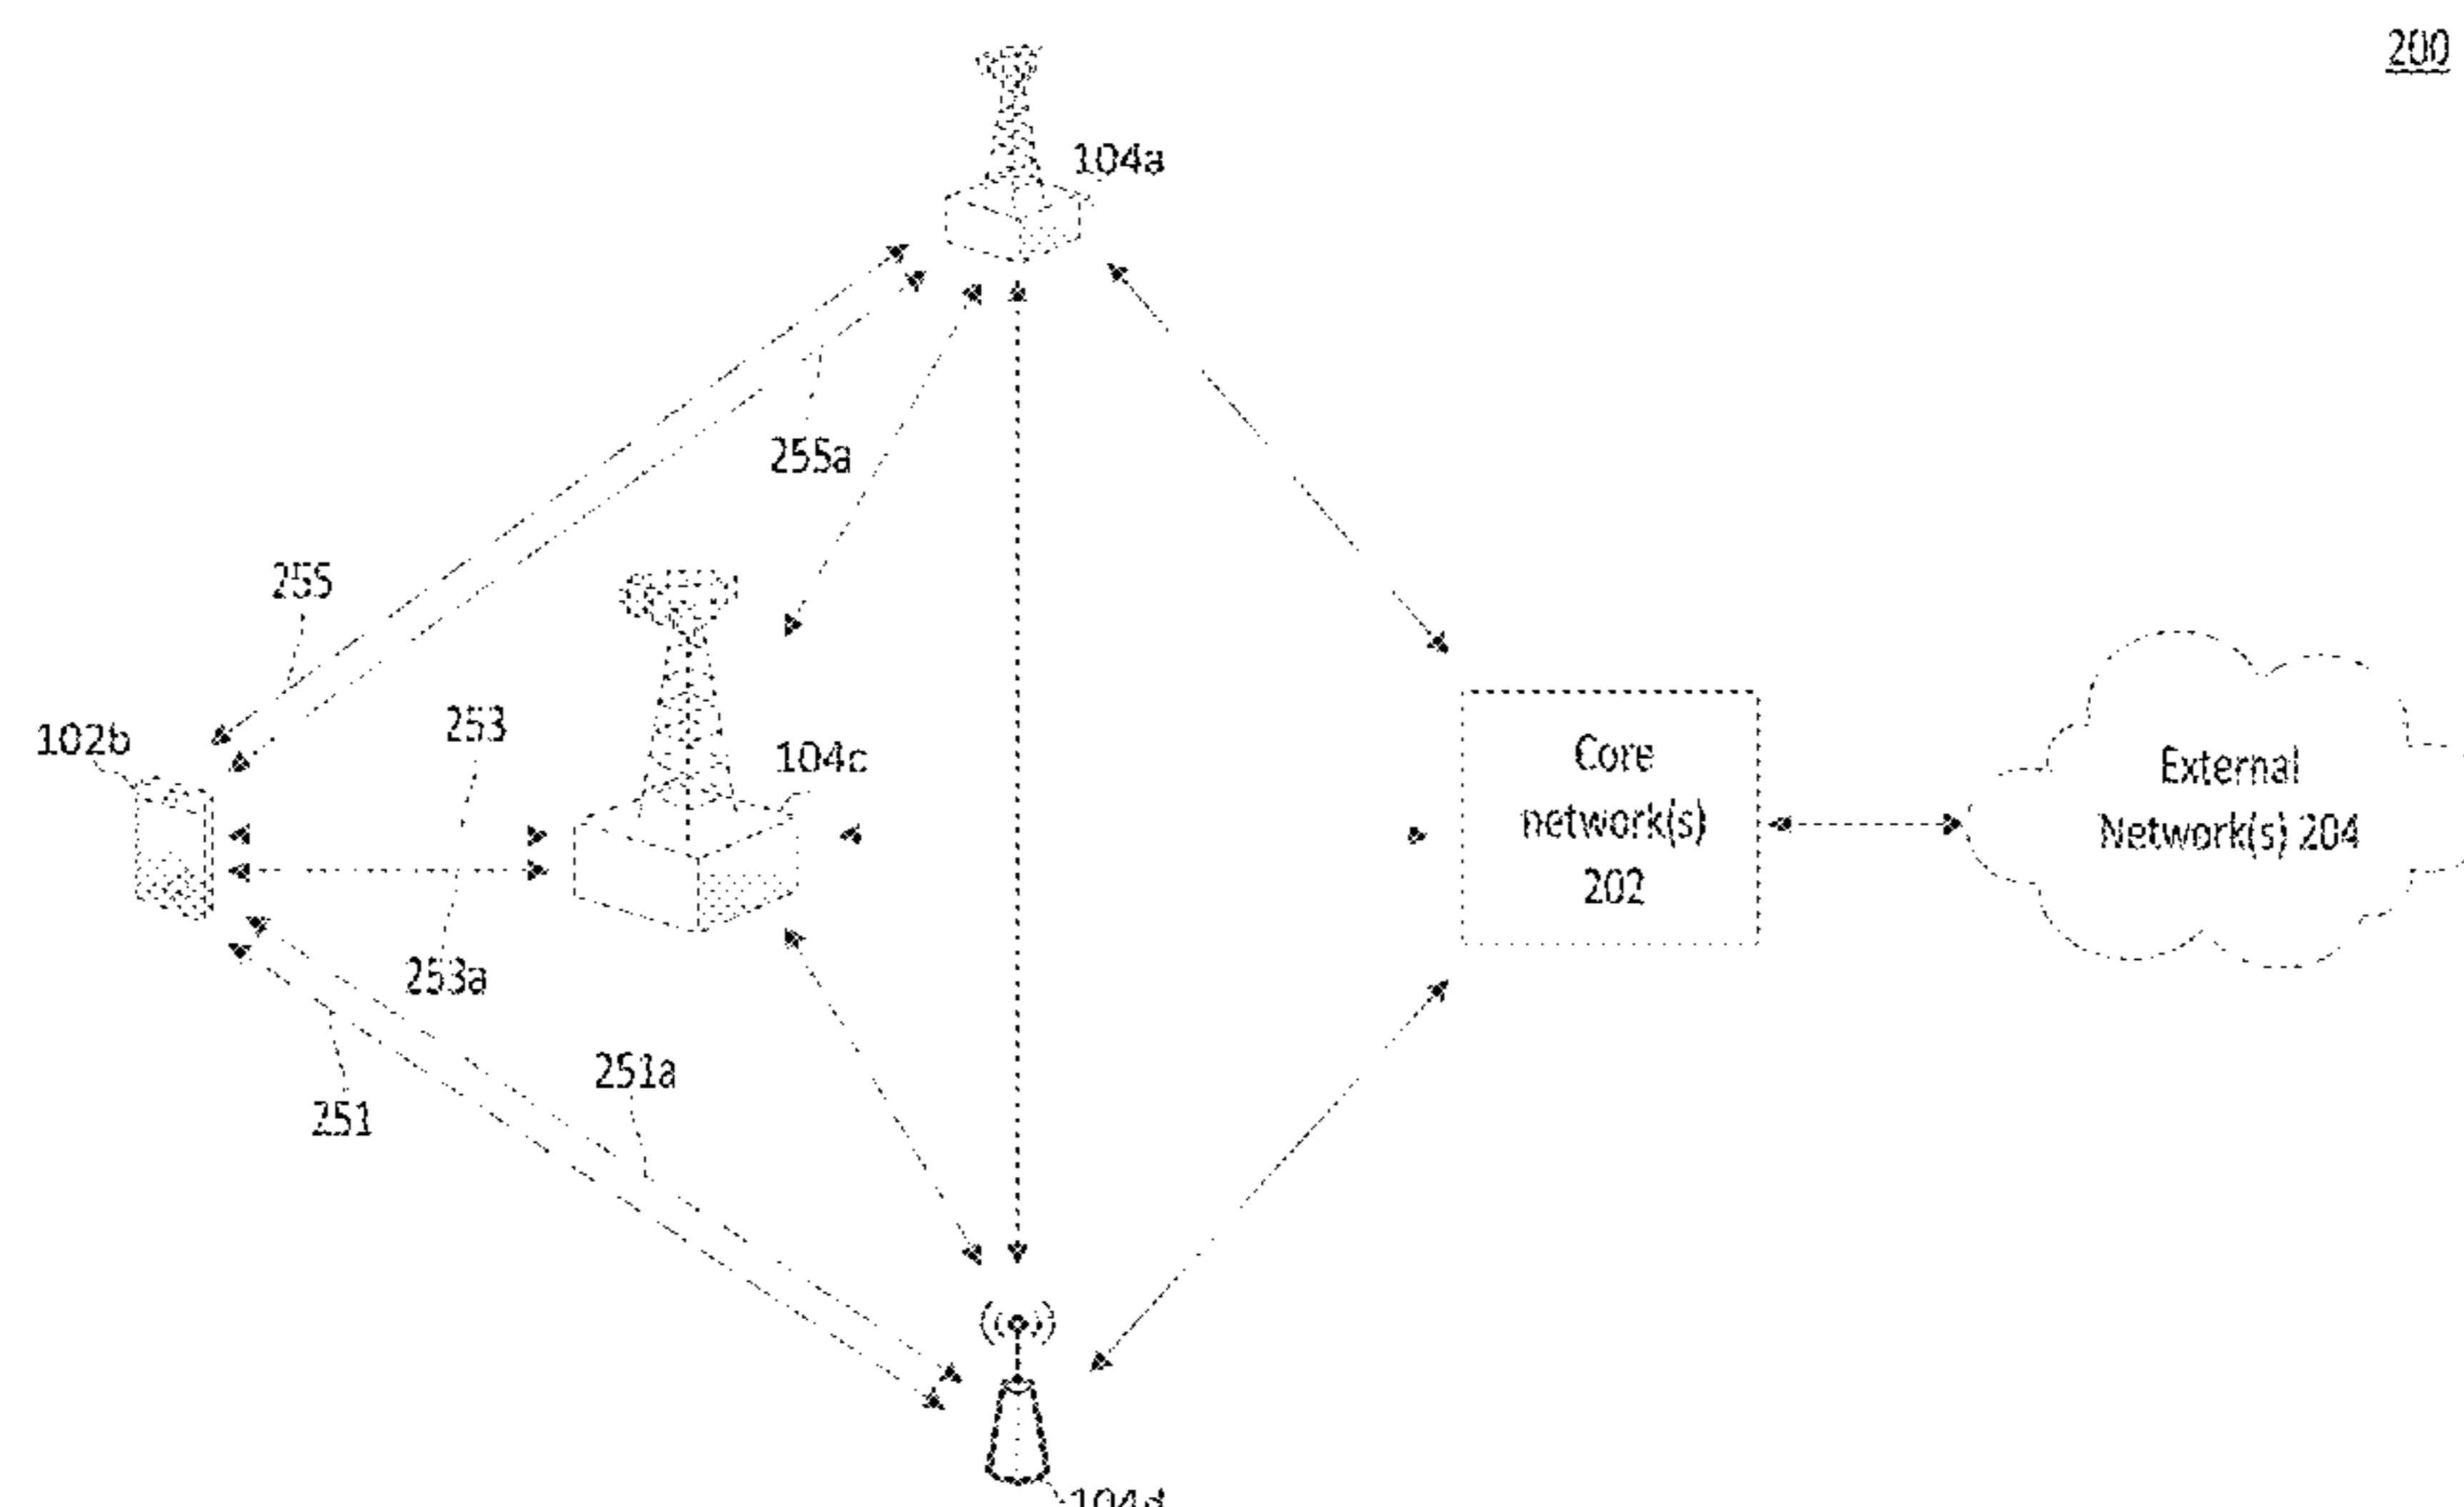 200
104a
255a
255
253
102b
104c
Core
network(s)
202
External
Network(s) 204
253a
251a
251
104d